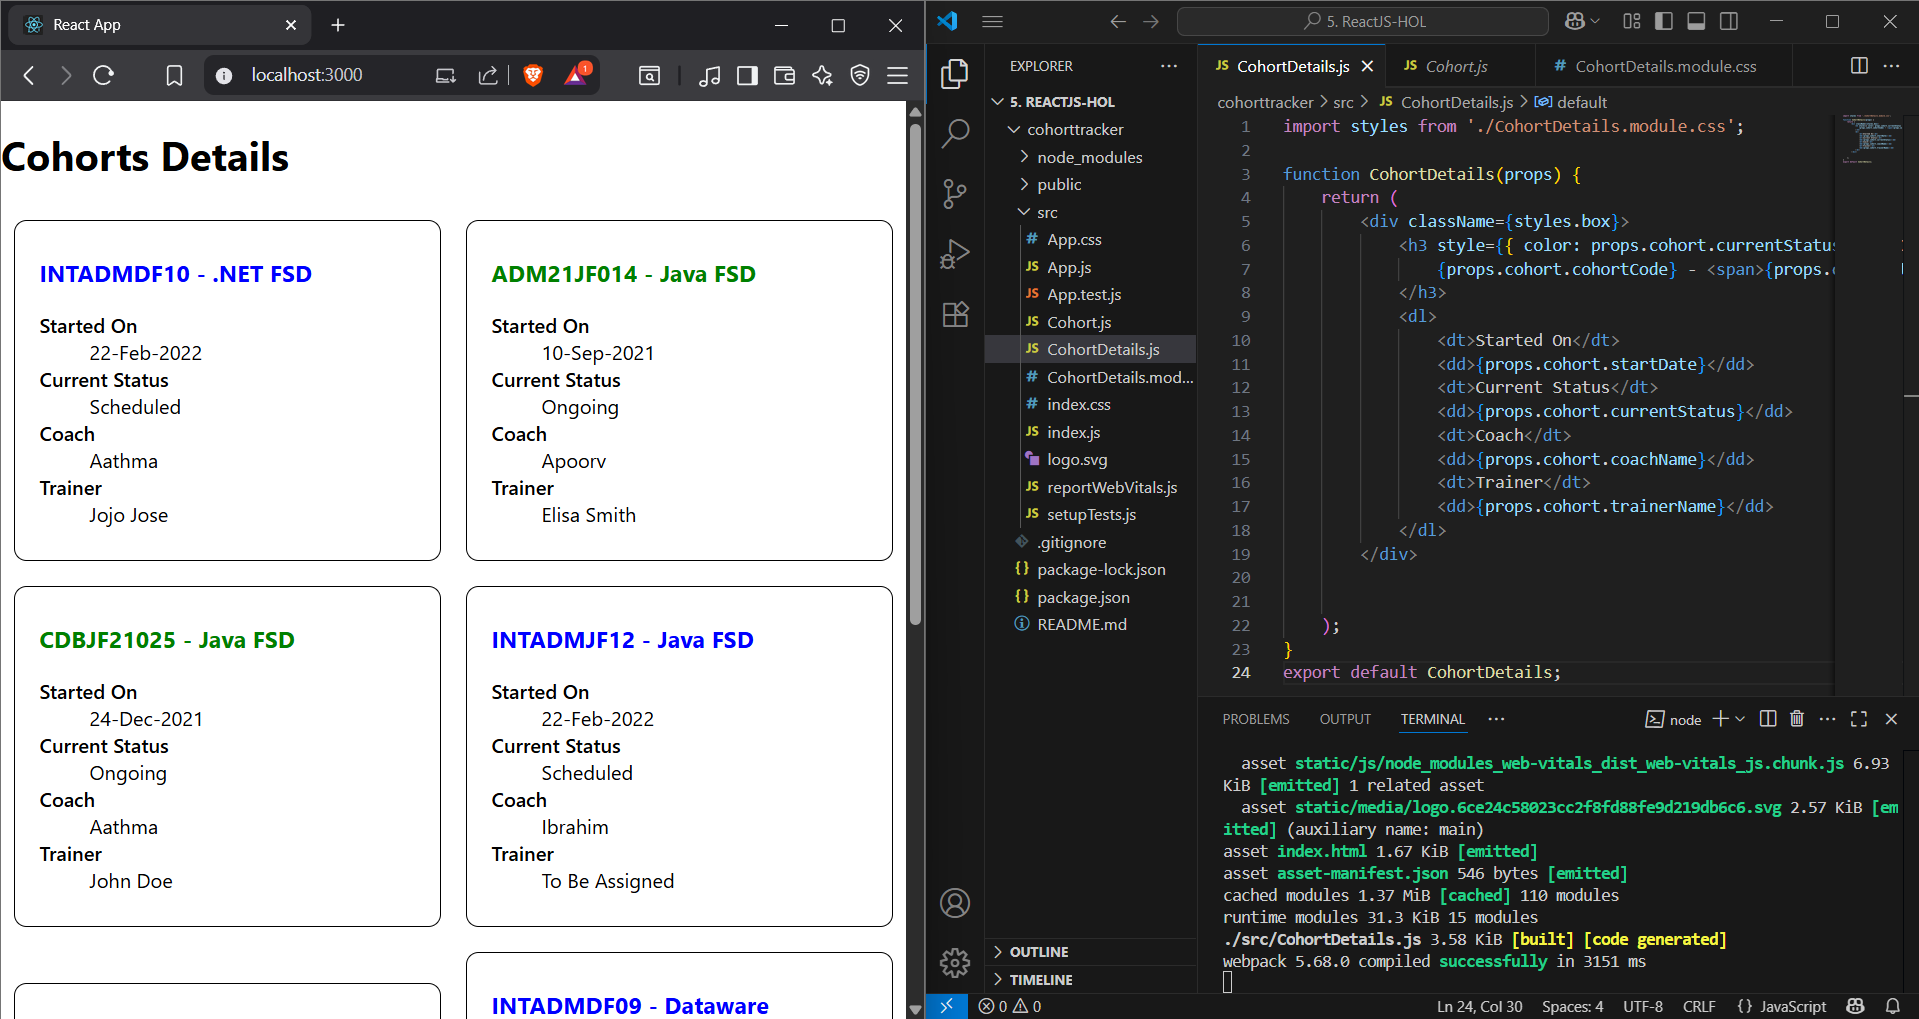 React App
localhost:3000
1
Cohorts Details
INTADMDF10 - .NET FSD
Started On
22-Feb-2022
Current Status
Scheduled
Coach
Aathma
Trainer
Jojo Jose
ADM21JF014 - Java FSD
Started On
10-Sep-2021
Current Status
Ongoing
Coach
Apoorv
Trainer
Elisa Smith
CDBJF21025 - Java FSD
Started On
24-Dec-2021
Current Status
Ongoing
Coach
Aathma
Trainer
John Doe
INTADMJF12 - Java FSD
Started On
22-Feb-2022
Current Status
Scheduled
Coach
Ibrahim
Trainer
To Be Assigned
INTADMDF09 - Dataware
5. ReactJS-HOL
EXPLORER
5. REACTJS-HOL
cohorttracker
node_modules
public
src
# App.css
JS App.js
JS App.test.js
JS Cohort.js
JS CohortDetails.js
# CohortDetails.mod...
# index.css
JS index.js
logo.svg
JS reportWebVitals.js
JS setupTests.js
.gitignore
{} package-lock.json
{} package.json
README.md
OUTLINE
TIMELINE
JS CohortDetails.js
JS Cohort.js
# CohortDetails.module.css
cohorttracker > src > JS CohortDetails.js > default
1 import styles from './CohortDetails.module.css';
2
3 function CohortDetails(props) {
4 return (
5 <div className={styles.box}>
6 <h3 style={{ color: props.cohort.currentStatus
7 {props.cohort.cohortCode} - <span>{props.
8 </h3>
9 <dl>
10 <dt>Started On</dt>
11 <dd>{props.cohort.startDate}</dd>
12 <dt>Current Status</dt>
13 <dd>{props.cohort.currentStatus}</dd>
14 <dt>Coach</dt>
15 <dd>{props.cohort.coachName}</dd>
16 <dt>Trainer</dt>
17 <dd>{props.cohort.trainerName}</dd>
18 </dl>
19 </div>
20
21
22 );
23 }
24 export default CohortDetails;
PROBLEMS OUTPUT TERMINAL ... node
asset static/js/node_modules_web-vitals_dist_web-vitals_js.chunk.js 6.93
KiB [emitted] 1 related asset
asset static/media/logo.6ce24c58023cc2f8fd88fe9d219db6c6.svg 2.57 KiB [em
itted] (auxiliary name: main)
asset index.html 1.67 KiB [emitted]
asset asset-manifest.json 546 bytes [emitted]
cached modules 1.37 MiB [cached] 110 modules
runtime modules 31.3 KiB 15 modules
./src/CohortDetails.js 3.58 KiB [built] [code generated]
webpack 5.68.0 compiled successfully in 3151 ms
0 0 Ln 24, Col 30 Spaces: 4 UTF-8 CRLF {} JavaScript